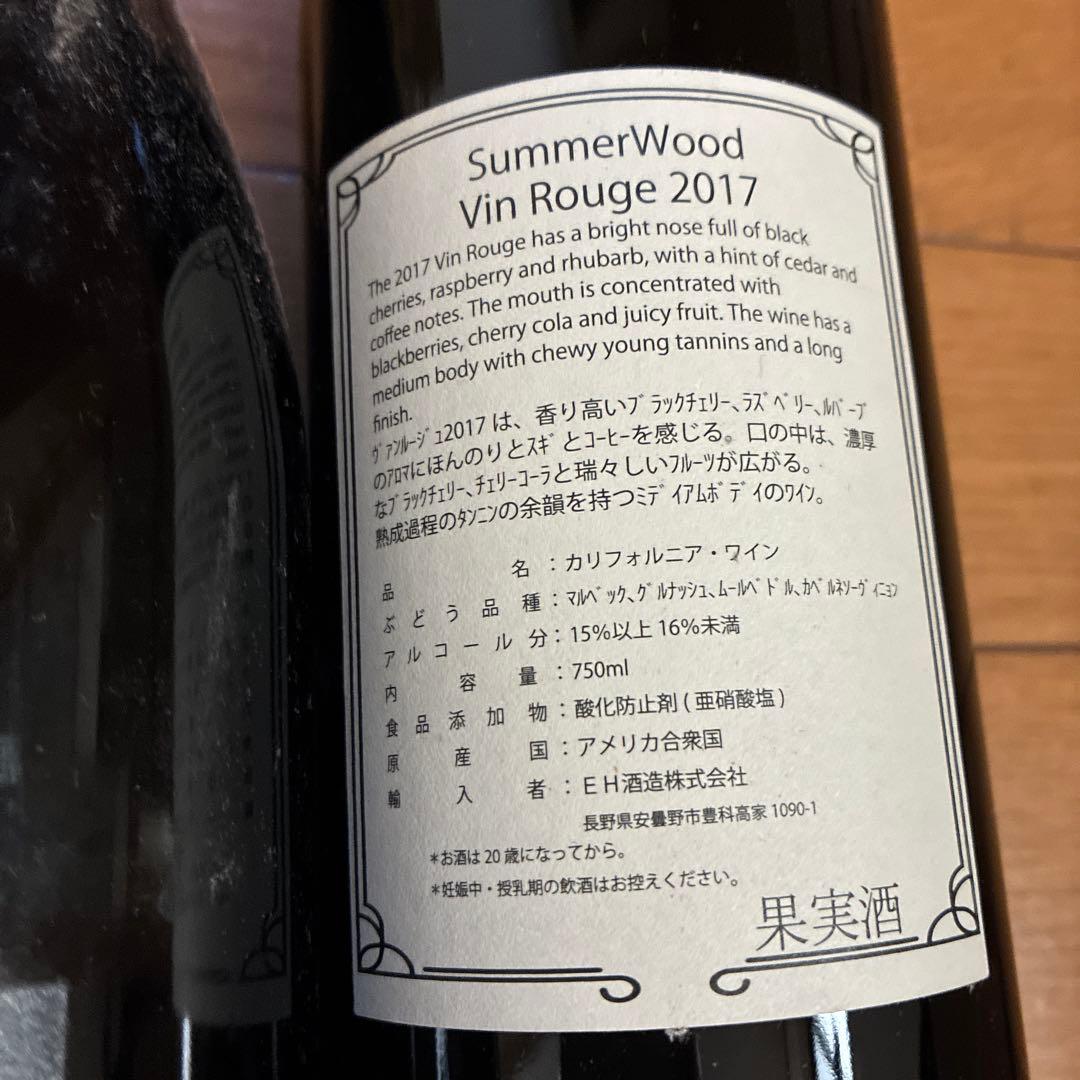 SummerWood
Vin Rouge 2017
The 2017 Vin Rouge has a bright nose full of black
cherries, raspberry and rhubarb, with a hint of cedar and
coffee notes. The mouth is concentrated with
blackberries, cherry cola and juicy fruit. The wine has a
medium body with chewy young tannins and a long
finish.
ヴァンルージュ2017 は、香り高いブラックチェリー、ラズベリー、ルバーブ
のアロマにほんのりとスギとコーヒーを感じる。口の中は、濃厚
なブラックチェリー、チェリーコーラと瑞々しいフルーツが広がる。
熟成過程のタンニンの余韻を持つミデイアムボデイのワイン。
品名：カリフォルニア・ワイン
ぶどう品種：マルベック、グルナッシュ、ムールベドル、カベルネソーヴィニョン
アルコール分：15%以上 16%未満
内容量：750ml
食品添加物：酸化防止剤 ( 亜硝酸塩 )
原産国：アメリカ合衆国
輸入者：ＥＨ酒造株式会社
長野県安曇野市豊科高家 1090-1
*お酒は 20 歳になってから。
*妊娠中・授乳期の飲酒はお控えください。
果実酒